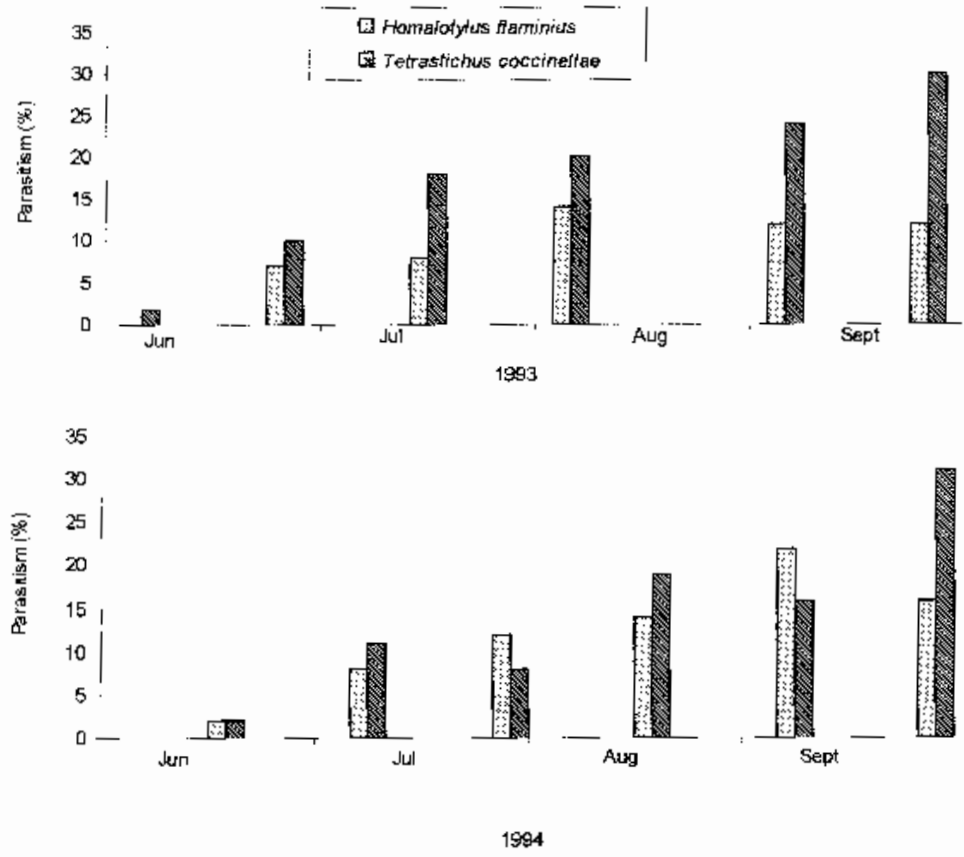 Homalotylus flaminius
Tetrastichus coccinellae
Parasitism (%)
35
30
25
20
15
10
5
0
Jun
Jul
Aug
Sept
1993
Parasitism (%)
35
30
25
20
15
10
5
0
Jun
Jul
Aug
Sept
1994